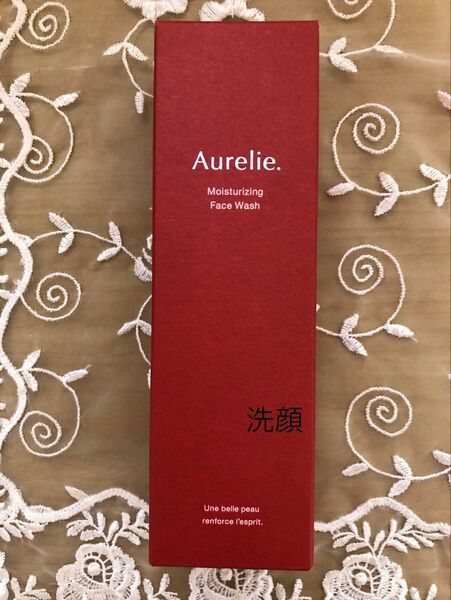 Aurelie.
Moisturizing
Face Wash
洗顔
Une belle peau
renforce l'esprit.